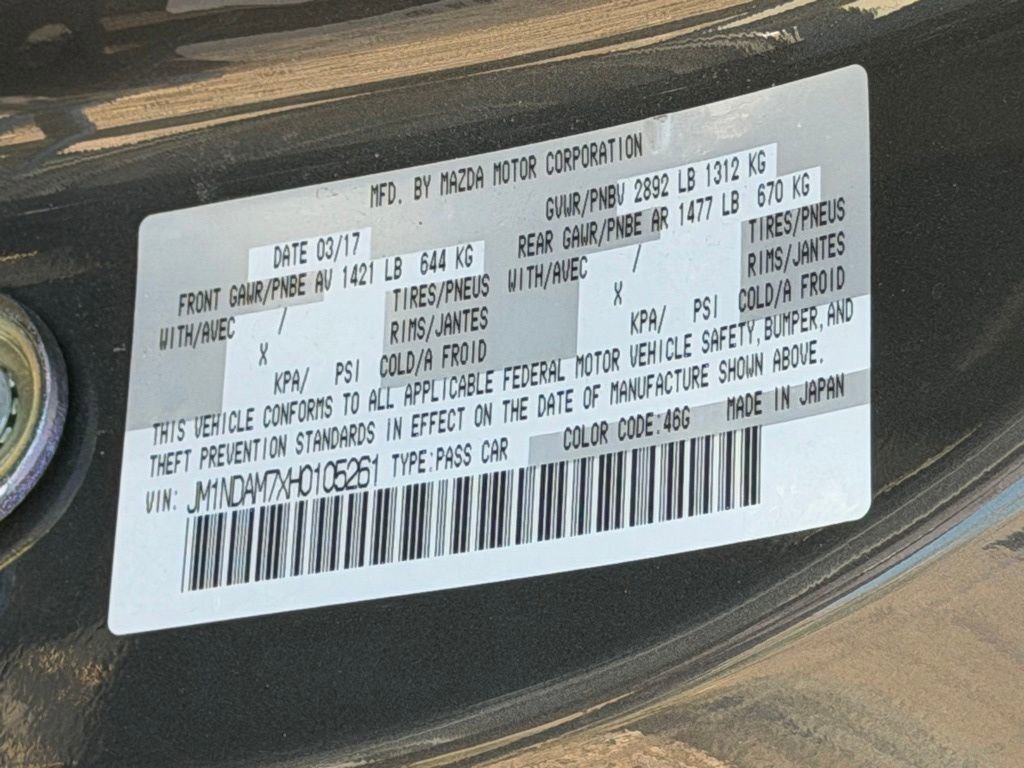 MFD. BY MAZDA MOTOR CORPORATION
DATE 03/17 GVWR/PNBV 2892 LB 1312 KG
FRONT GAWR/PNBE AV 1421 LB 644 KG REAR GAWR/PNBE AR 1477 LB 670 KG
WITH/AVEC / TIRES/PNEUS WITH/AVEC / TIRES/PNEUS
X RIMS/JANTES X RIMS/JANTES
KPA/ PSI COLD/A FROID KPA/ PSI COLD/A FROID
THIS VEHICLE CONFORMS TO ALL APPLICABLE FEDERAL MOTOR VEHICLE SAFETY, BUMPER, AND
THEFT PREVENTION STANDARDS IN EFFECT ON THE DATE OF MANUFACTURE SHOWN ABOVE.
VIN: JM1NDAM7XH0105261 TYPE:PASS CAR COLOR CODE:46G MADE IN JAPAN